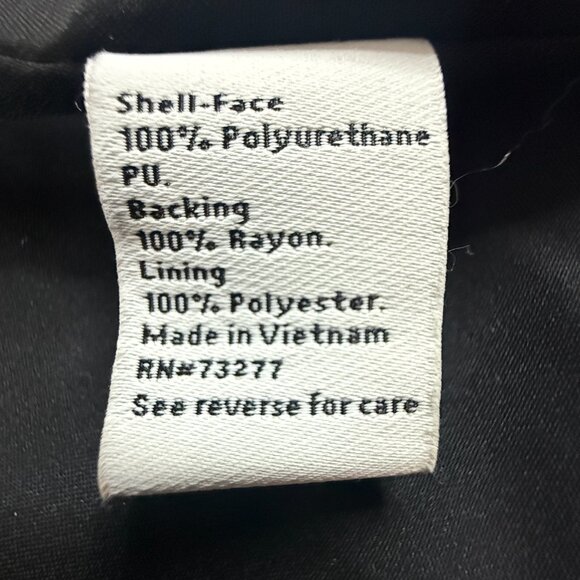 Shell-Face
100% Polyurethane
PU.
Backing
100% Rayon.
Lining
100% Polyester.
Made in Vietnam
RN#73277
See reverse for care